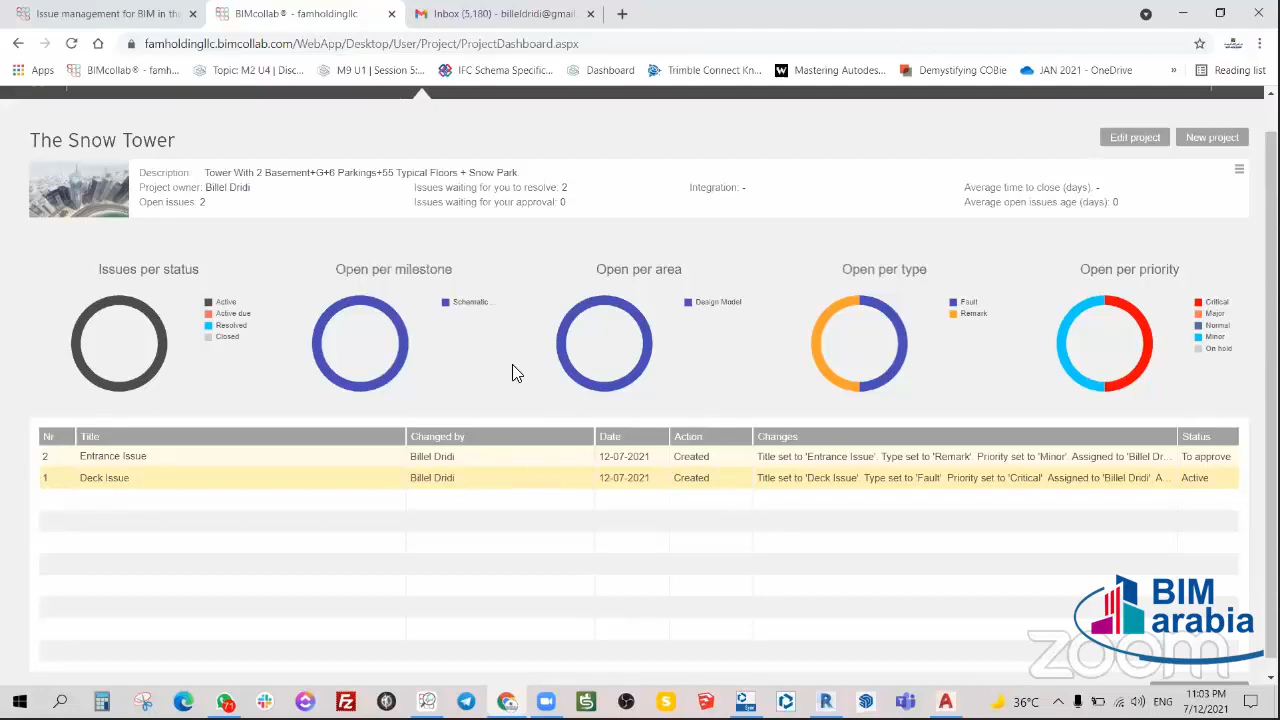 Issue management for BIM in th
BIMcollab® - famholdingllc
Inbox (5,180) - billeldridi@gmail.
famholdingllc.bimcollab.com/WebApp/Desktop/User/Project/ProjectDashboard.aspx
Apps
BIMcollab® - famh...
Topic: M2 U4 | Disc...
M9 U1 | Session 5:...
IFC Schema Specific...
Dashboard
Trimble Connect Kn...
Mastering Autodes...
Demystifying COBie
JAN 2021 - OneDrive
»
Reading list
The Snow Tower
Edit project
New project
Description: Tower With 2 Basement+G+6 Parkings+55 Typical Floors + Snow Park.
Project owner: Billel Dridi
Issues waiting for you to resolve: 2
Integration: -
Average time to close (days): -
Open issues: 2
Issues waiting for your approval: 0
Average open issues age (days): 0
Issues per status
Active
Active due
Resolved
Closed
Open per milestone
Schematic...
Open per area
Design Model
Open per type
Fault
Remark
Open per priority
Critical
Major
Normal
Minor
On hold
Nr Title Changed by Date Action Changes Status
2 Entrance Issue Billel Dridi 12-07-2021 Created Title set to 'Entrance Issue'. Type set to 'Remark'. Priority set to 'Minor'. Assigned to 'Billel Dr... To approve
1 Deck Issue Billel Dridi 12-07-2021 Created Title set to 'Deck Issue'. Type set to 'Fault' Priority set to 'Critical' Assigned to 'Billel Dridi' A... Active
BIM
arabia
zoom
36°C
ENG
11:03 PM
7/12/2021